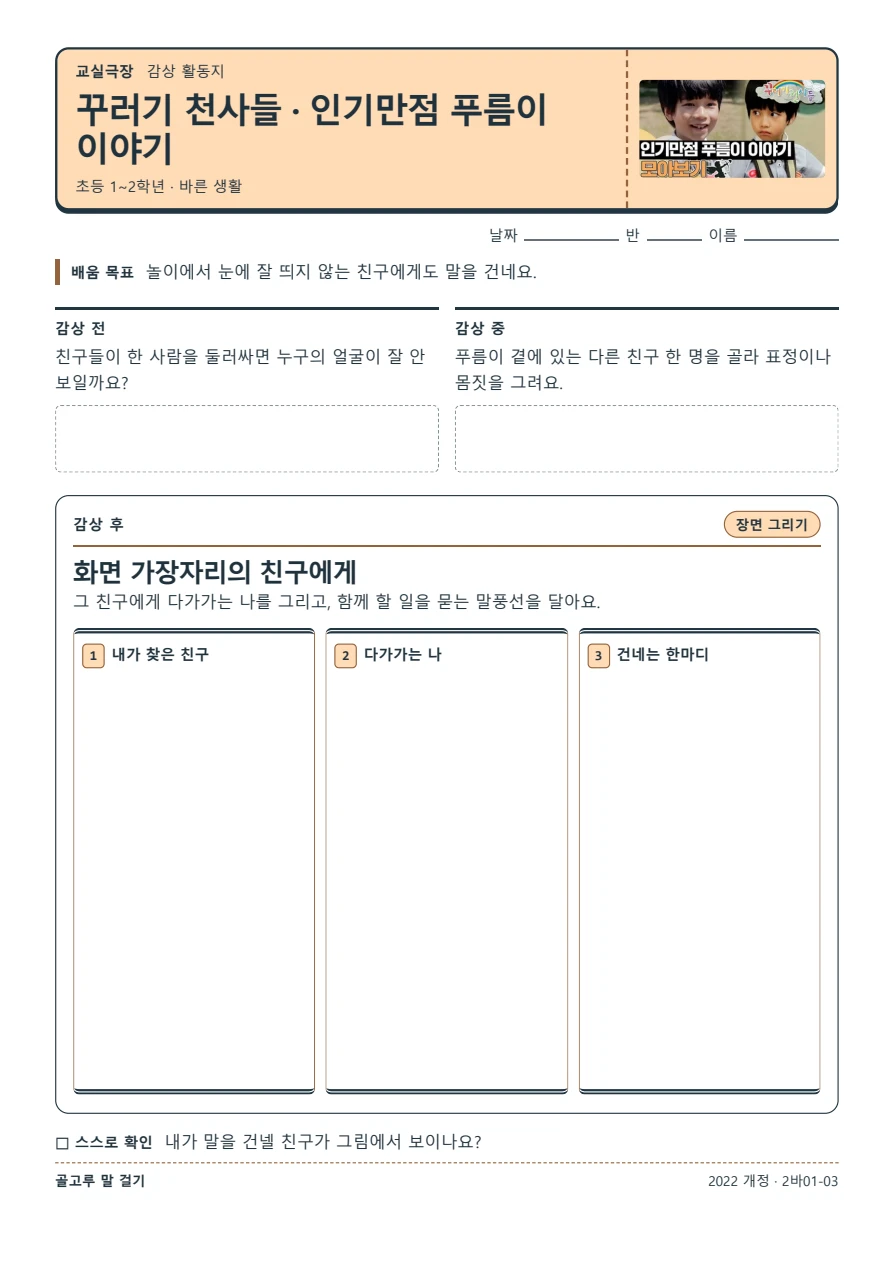 교실극장 감상 활동지
꾸러기 천사들 · 인기만점 푸름이
이야기
초등 1~2학년 · 바른 생활
인기만점 푸름이 이야기
모아보기
날짜 반 이름
배움 목표 놀이에서 눈에 잘 띄지 않는 친구에게도 말을 건네요.
감상 전
친구들이 한 사람을 둘러싸면 누구의 얼굴이 잘 안
보일까요?
감상 중
푸름이 곁에 있는 다른 친구 한 명을 골라 표정이나
몸짓을 그려요.
감상 후
장면 그리기
화면 가장자리의 친구에게
그 친구에게 다가가는 나를 그리고, 함께 할 일을 묻는 말풍선을 달아요.
1 내가 찾은 친구
2 다가가는 나
3 건네는 한마디
□ 스스로 확인 내가 말을 건넬 친구가 그림에서 보이나요?
골고루 말 걸기
2022 개정 · 2바01-03